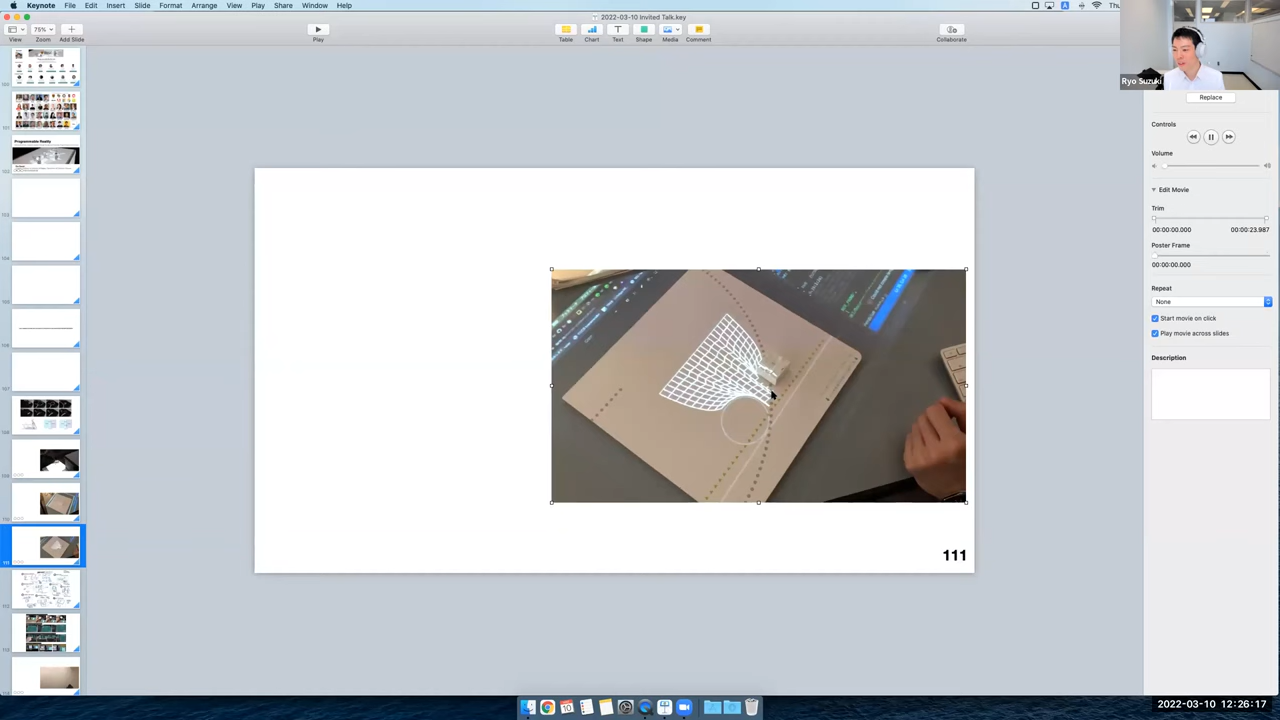 Keynote File Edit Insert Slide Format Arrange View Play Share Window Help
2022-03-10 Invited Talk.key
75%
View Zoom Add Slide Play Table Chart Text Shape Media Comment Collaborate
Ryo Suzuki
Replace
Controls
Volume
Edit Movie
Trim
00:00:00.000 00:00:23.987
Poster Frame
00:00:00.000
Repeat
None
Start movie on click
Play movie across slides
Description
Programmable Reality
111
111
2022-03-10 12:26:17